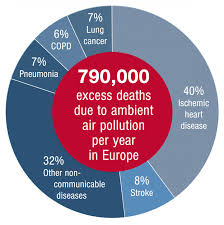 790,000
excess deaths
due to ambient
air pollution
per year
in Europe
40%
Ischemic
heart
disease
8%
Stroke
32%
Other non-
communicable
diseases
7%
Pneumonia
6%
COPD
7%
Lung
cancer